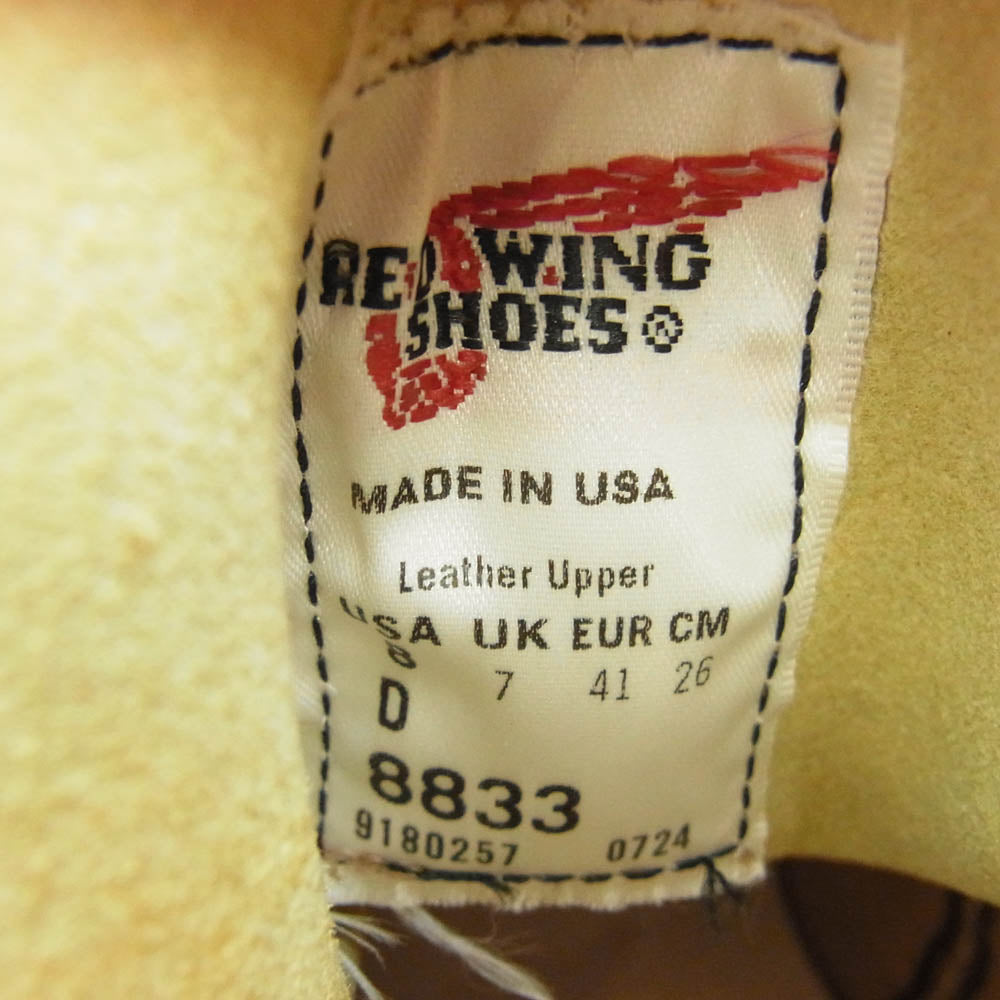 RED WING
SHOES ®
MADE IN USA
Leather Upper
USA UK EUR CM
8 7 41 26
D
8833
9180257 0724